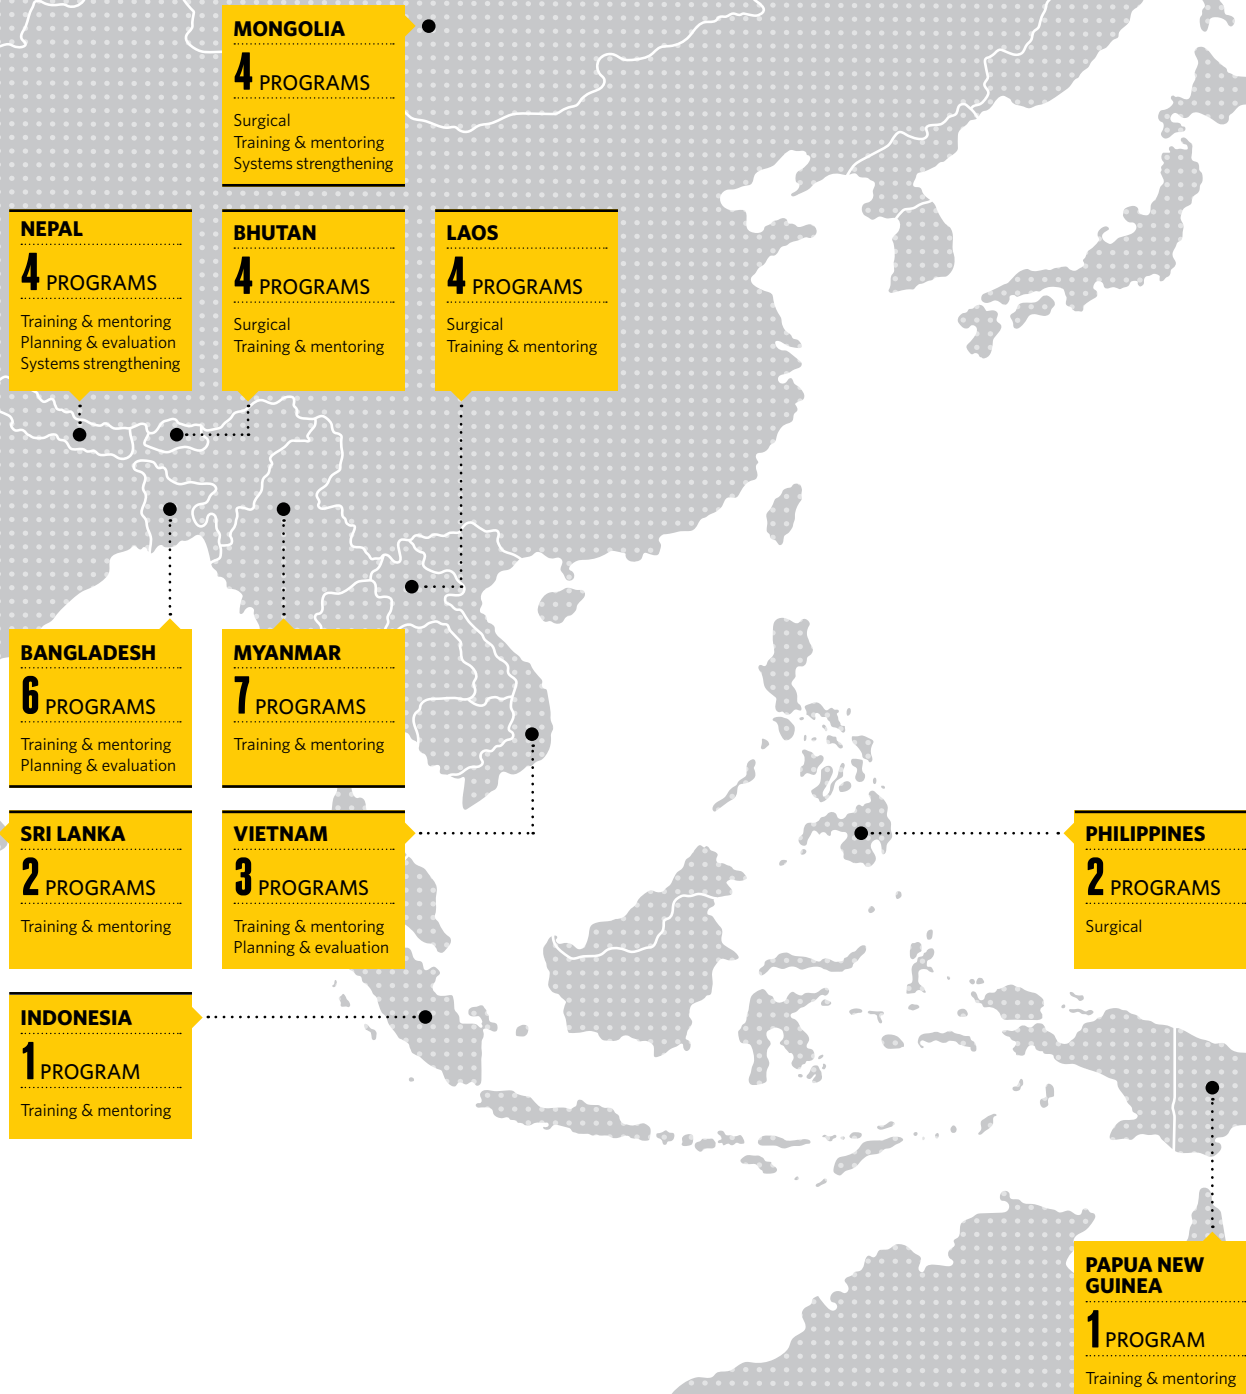 MONGOLIA
4 PROGRAMS
Surgical
Training & mentoring
Systems strengthening
NEPAL
4 PROGRAMS
Training & mentoring
Planning & evaluation
Systems strengthening
BHUTAN
4 PROGRAMS
Surgical
Training & mentoring
LAOS
4 PROGRAMS
Surgical
Training & mentoring
BANGLADESH
6 PROGRAMS
Training & mentoring
Planning & evaluation
MYANMAR
7 PROGRAMS
Training & mentoring
SRI LANKA
2 PROGRAMS
Training & mentoring
VIETNAM
3 PROGRAMS
Training & mentoring
Planning & evaluation
PHILIPPINES
2 PROGRAMS
Surgical
INDONESIA
1 PROGRAM
Training & mentoring
PAPUA NEW
GUINEA
1 PROGRAM
Training & mentoring